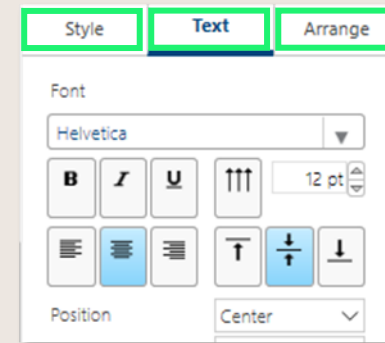 Style Text Arrange
Font
Helvetica
B I U 12 pt
Position Center